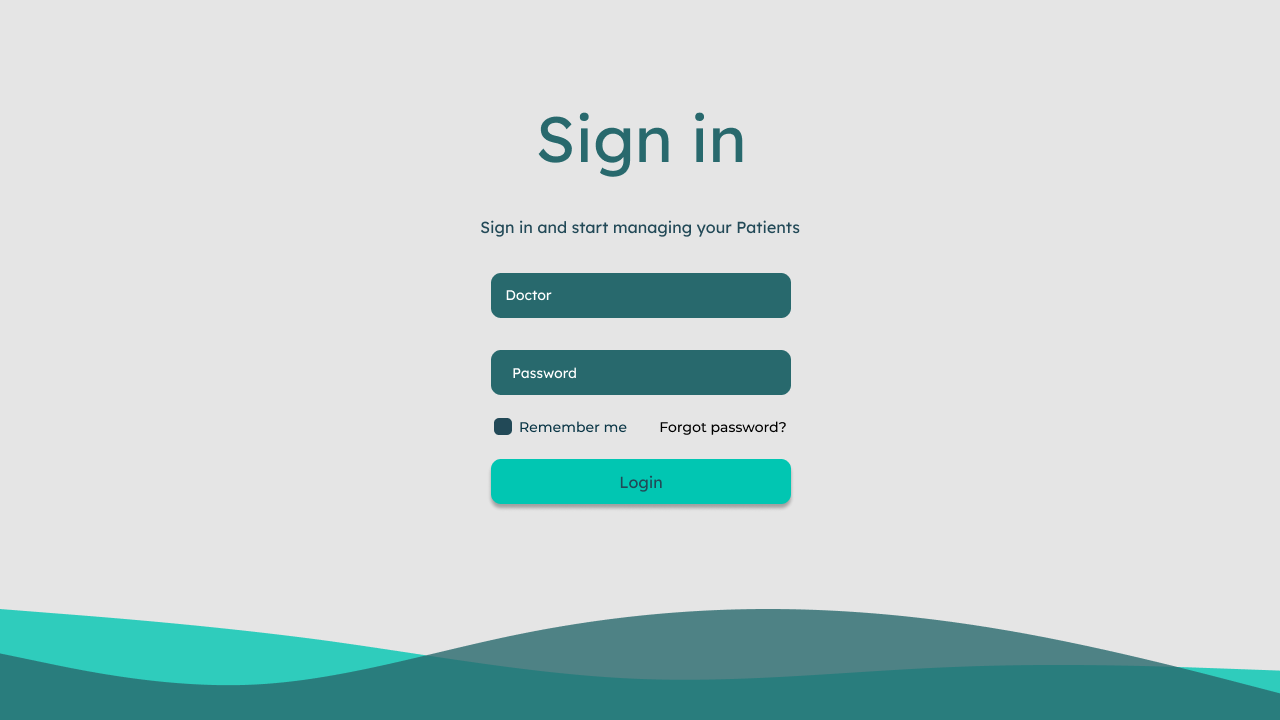 Sign in
Sign in and start managing your Patients
Doctor
Password
Remember me Forgot password?
Login